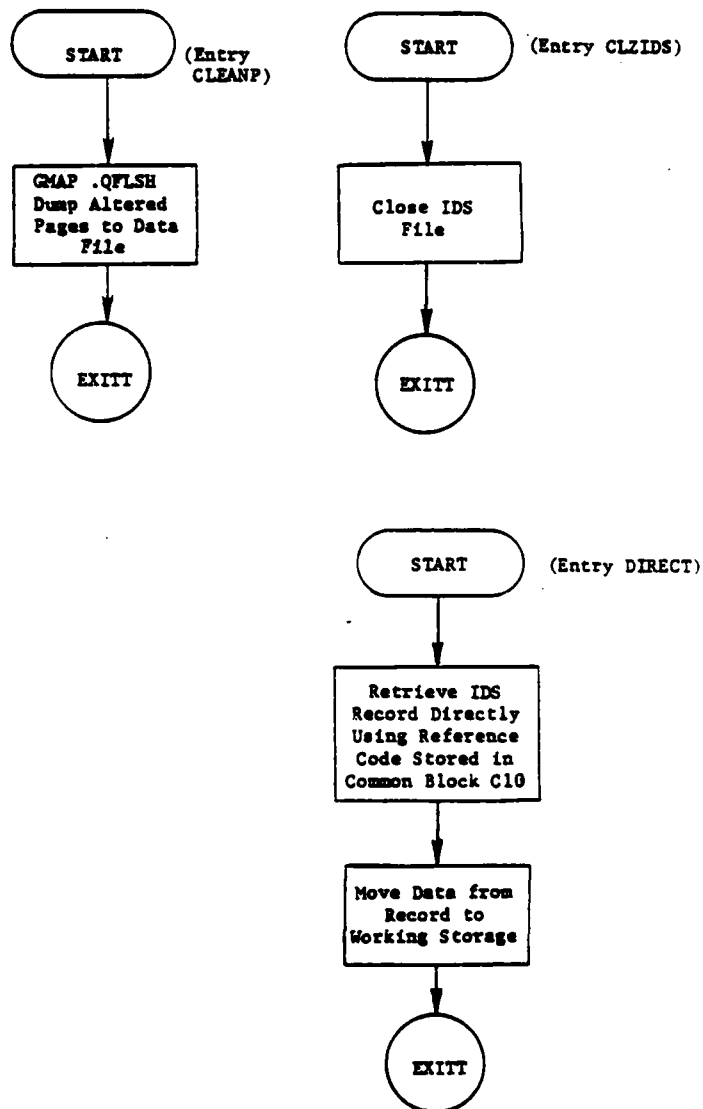 START
(Entry
CLEANP)
GMAP .QFLSH
Dump Altered
Pages to Data
File
EXITT
START
(Entry CLZIDS)
Close IDS
File
EXITT
START
(Entry DIRECT)
Retrieve IDS
Record Directly
Using Reference
Code Stored in
Common Block C10
Move Data from
Record to
Working Storage
EXITT